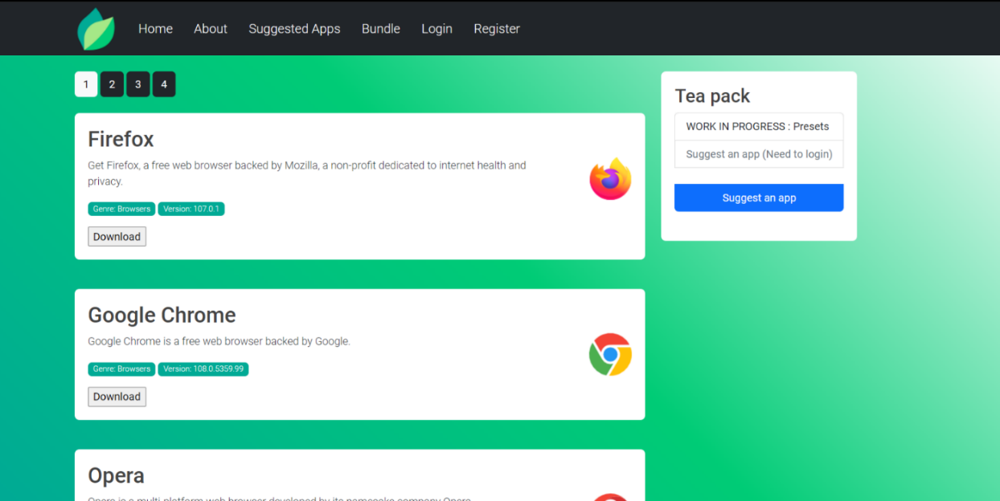 Home About Suggested Apps Bundle Login Register
1 2 3 4
Firefox
Get Firefox, a free web browser backed by Mozilla, a non-profit dedicated to internet health and
privacy.
Genre: Browsers Version: 107.0.1
Download
Google Chrome
Google Chrome is a free web browser backed by Google.
Genre: Browsers Version: 108.0.5359.99
Download
Opera
Opera is a multi-platform web browser developed by its namesake company Opera.
Tea pack
WORK IN PROGRESS : Presets
Suggest an app (Need to login)
Suggest an app